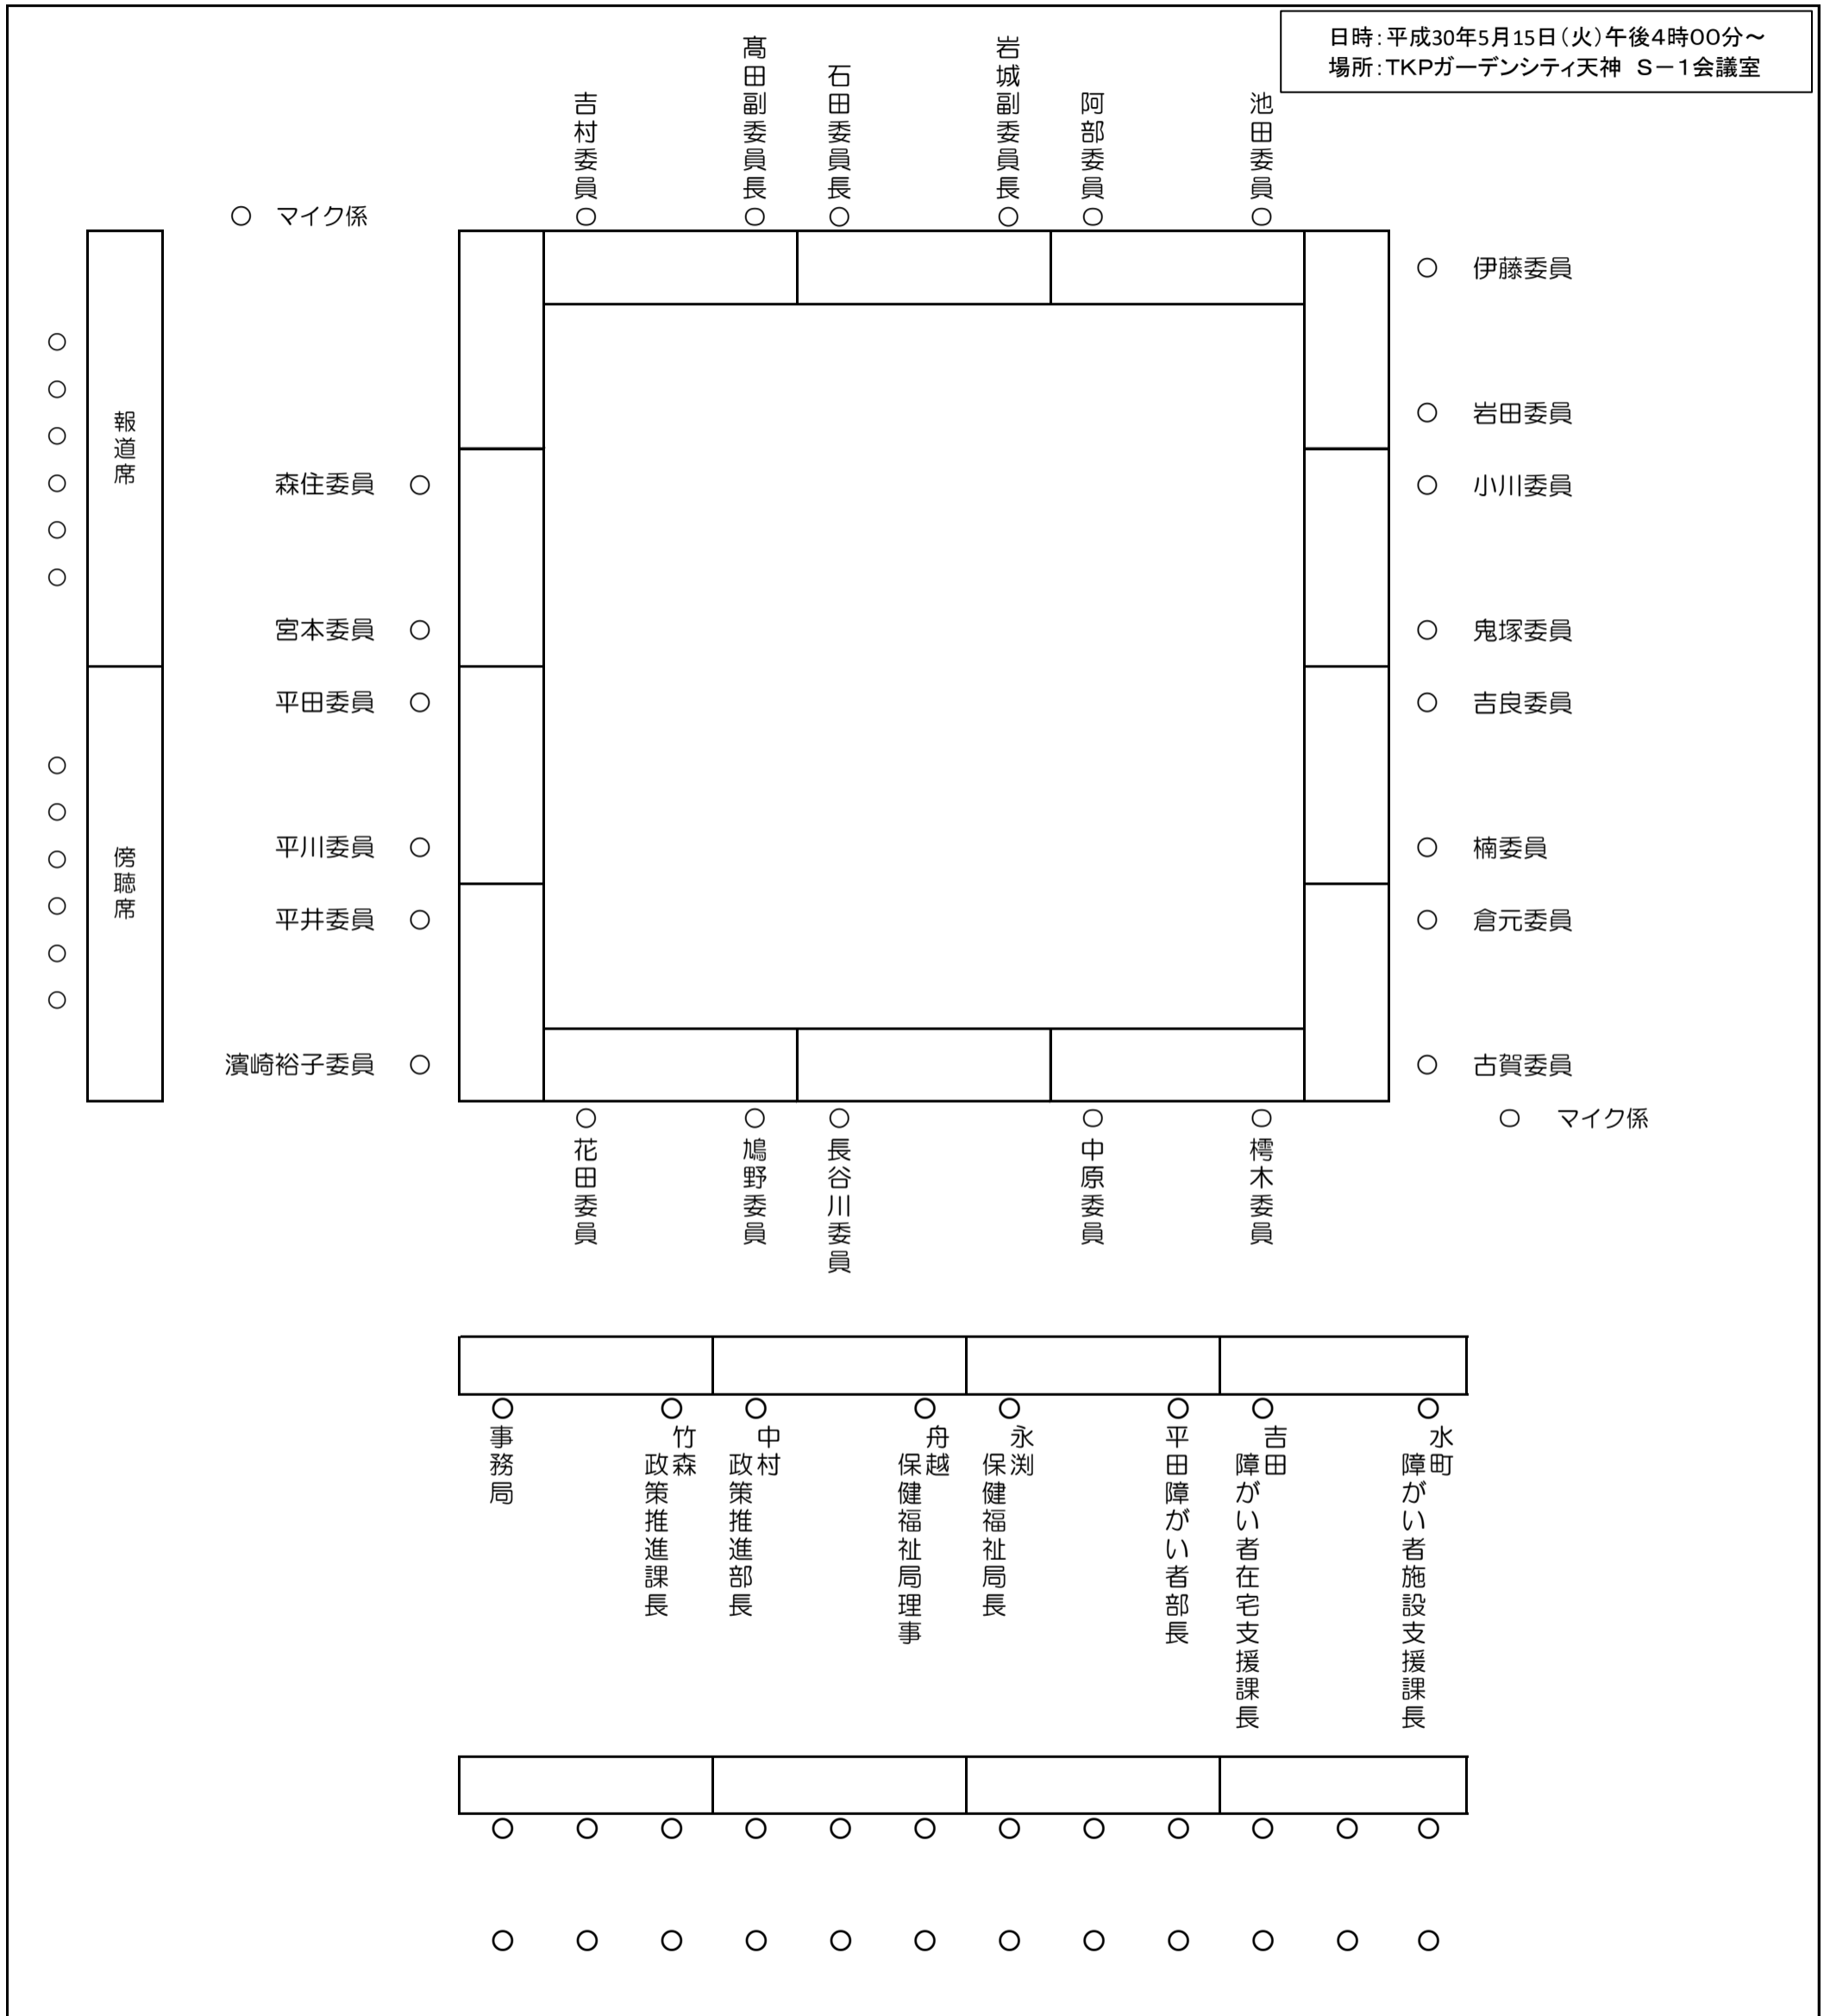 日時：平成30年5月15日（火）午後4時00分～
場所：TKPガーデンシティ天神　S－1会議室
吉村委員○
髙田副委員長○
石田委員長○
岩城副委員長○
阿部委員○
池田委員○
○　マイク係
報道席
傍聴席
森住委員　○
宮本委員　○
平田委員　○
平川委員　○
平井委員　○
濱崎裕子委員　○
○　伊藤委員
○　岩田委員
○　小川委員
○　鬼塚委員
○　吉良委員
○　楠委員
○　倉元委員
○　古賀委員
○　マイク係
○花田委員
○鳩野委員
○長谷川委員
○中原委員
○樗木委員
○事務局
○竹森
政策推進課長
○中村
政策推進部長
○舟越
保健福祉局理事
○永渕
保健福祉局長
○平田障がい者部長
○吉田
障がい者在宅支援課長
○水町
障がい者施設支援課長